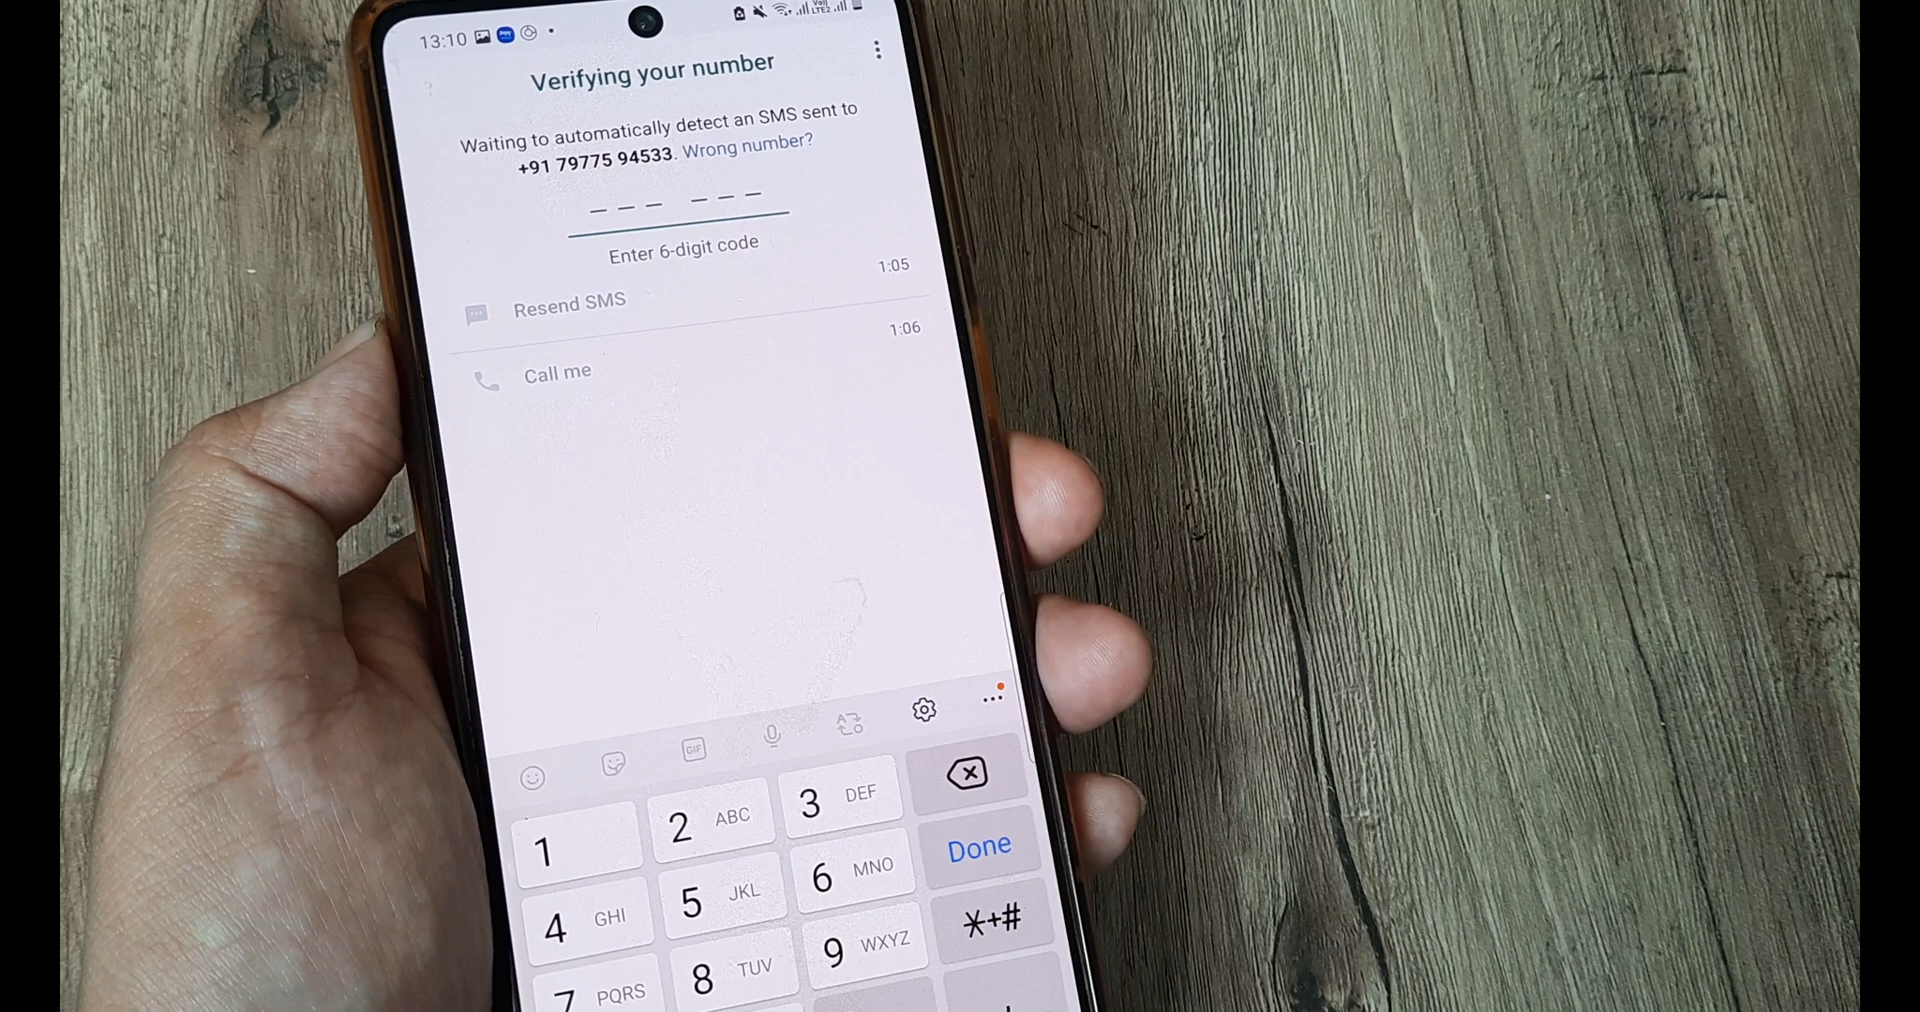 13:10
Verifying your number
Waiting to automatically detect an SMS sent to
+91 79775 94533. Wrong number?
Enter 6-digit code
Resend SMS 1:05
Call me 1:06
GIF
1
2 ABC
3 DEF
4 GHI
5 JKL
6 MNO
Done
7 PQRS
8 TUV
9 WXYZ
*+#